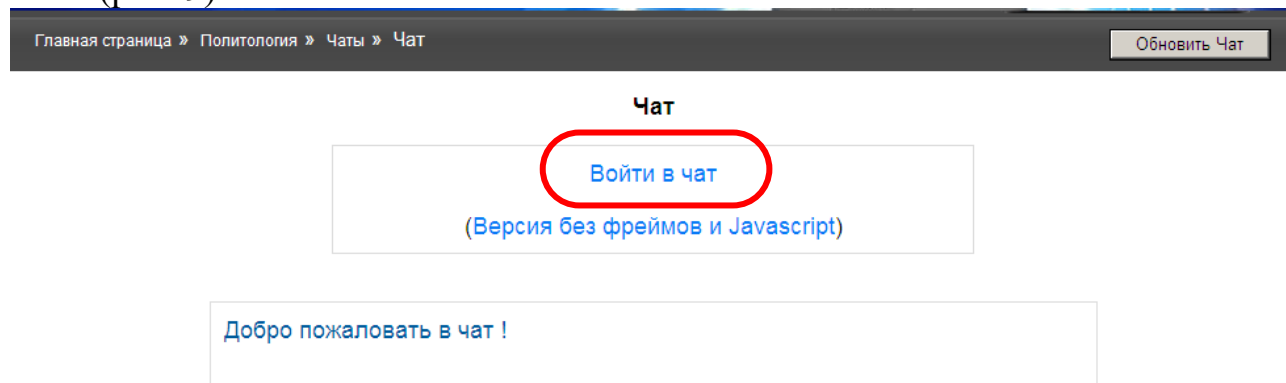 Главная страница » Политология » Чаты » Чат
Обновить Чат
Чат
Войти в чат
(Версия без фреймов и Javascript)
Добро пожаловать в чат !